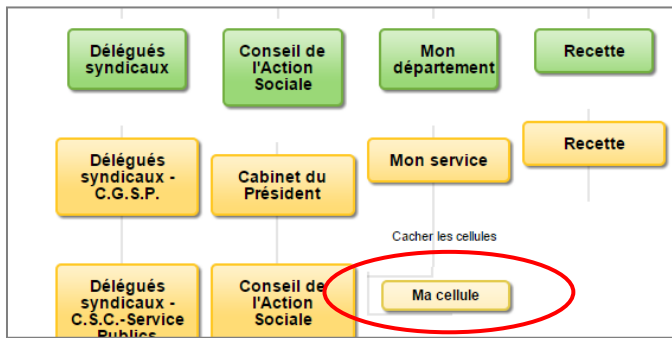 Délégués
syndicaux
Conseil de
l'Action
Sociale
Mon
département
Recette
Délégués
syndicaux -
C.G.S.P.
Cabinet du
Président
Mon service
Recette
Cacher les cellules
Délégués
syndicaux -
C.S.C.-Service
Publics
Conseil de
l'Action
Sociale
Ma cellule